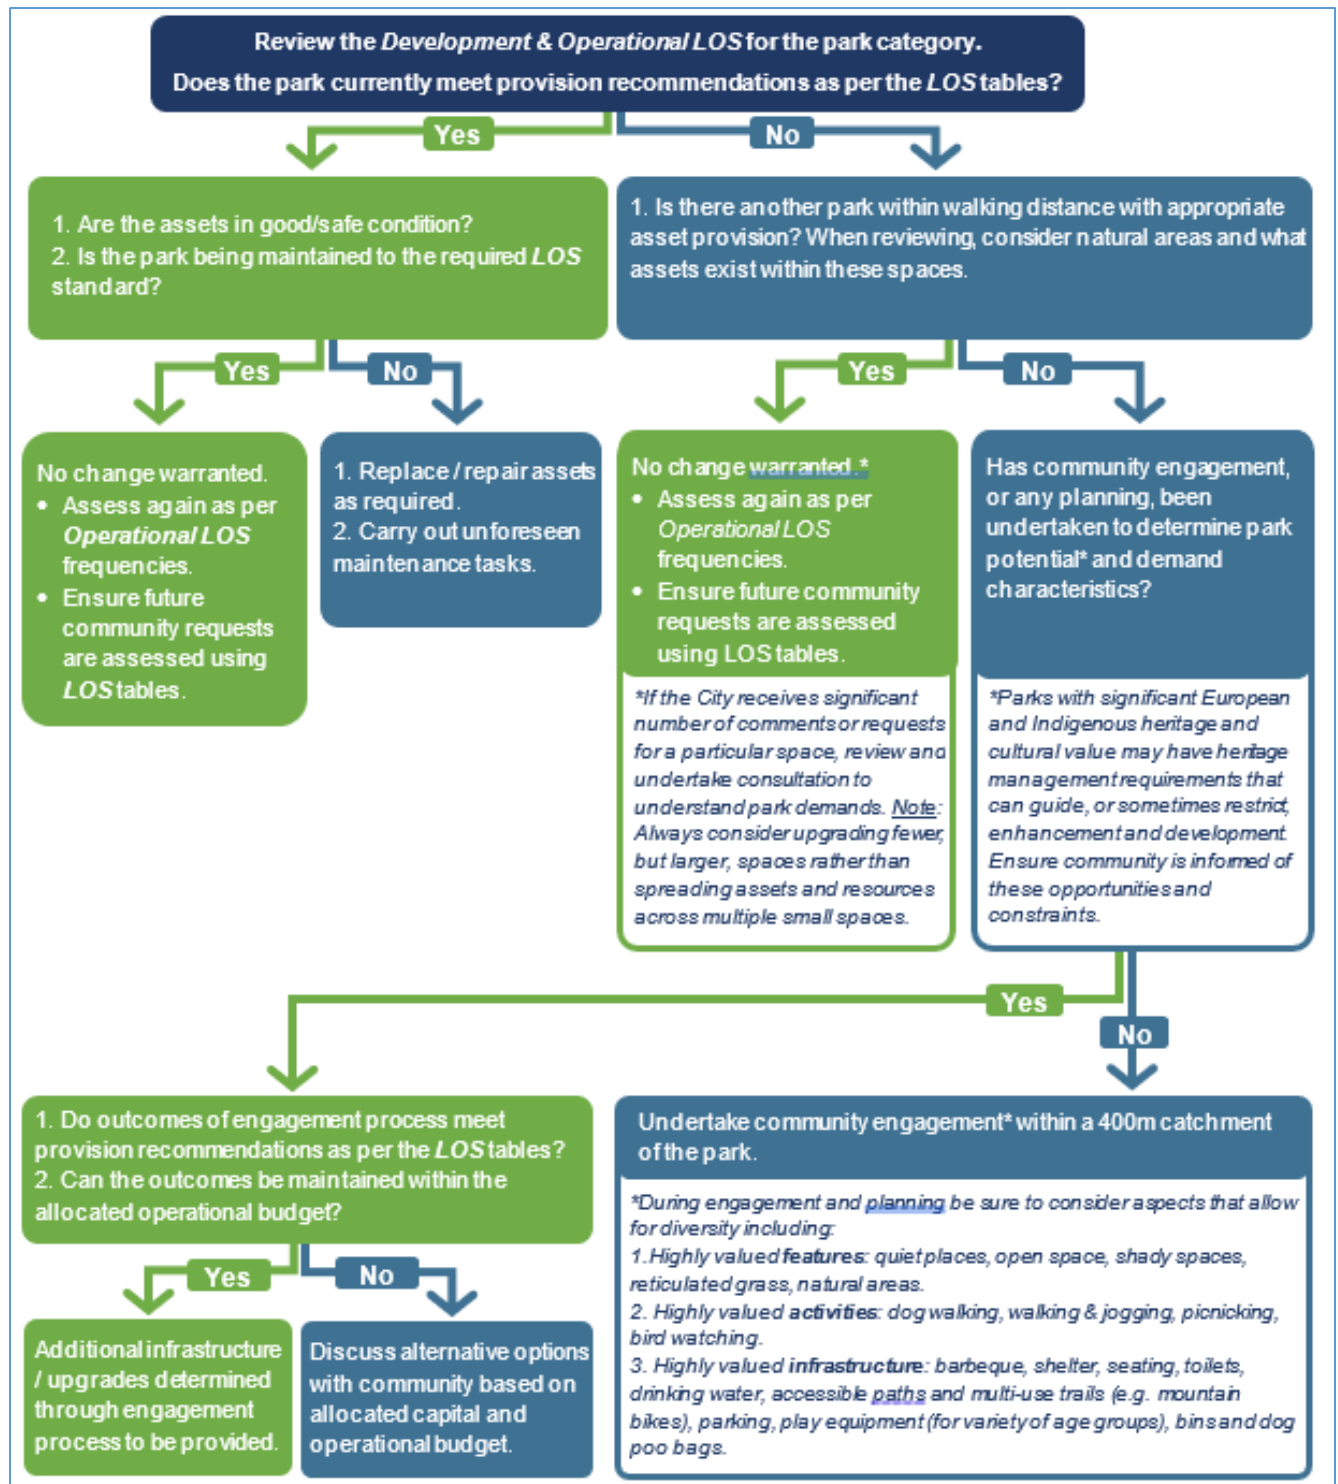 Review the Development & Operational LOS for the park category.
Does the park currently meet provision recommendations as per the LOS tables?
Yes
No
1. Are the assets in good/safe condition?
2. Is the park being maintained to the required LOS
standard?
1. Is there another park within walking distance with appropriate
asset provision? When reviewing, consider natural areas and what
assets exist within these spaces.
Yes
No
Yes
No
No change warranted.
• Assess again as per
Operational LOS
frequencies.
• Ensure future
community requests
are assessed using
LOS tables.
1. Replace / repair assets
as required.
2. Carry out unforeseen
maintenance tasks.
No change warranted.*
• Assess again as per
Operational LOS
frequencies.
• Ensure future community
requests are assessed
using LOS tables.
*If the City receives significant
number of comments or requests
for a particular space, review and
undertake consultation to
understand park demands. Note:
Always consider upgrading fewer,
but larger, spaces rather than
spreading assets and resources
across multiple small spaces.
Has community engagement,
or any planning, been
undertaken to determine park
potential* and demand
characteristics?
*Parks with significant European
and Indigenous heritage and
cultural value may have heritage
management requirements that
can guide, or sometimes restrict,
enhancement and development.
Ensure community is informed of
these opportunities and
constraints.
Yes
No
1. Do outcomes of engagement process meet
provision recommendations as per the LOS tables?
2. Can the outcomes be maintained within the
allocated operational budget?
Yes
No
Additional infrastructure
/ upgrades determined
through engagement
process to be provided.
Discuss alternative options
with community based on
allocated capital and
operational budget.
Undertake community engagement* within a 400m catchment
of the park.
*During engagement and planning be sure to consider aspects that allow
for diversity including:
1.Highly valued features: quiet places, open space, shady spaces,
reticulated grass, natural areas.
2. Highly valued activities: dog walking, walking & jogging, picnicking,
bird watching.
3. Highly valued infrastructure: barbeque, shelter, seating, toilets,
drinking water, accessible paths and multi-use trails (e.g. mountain
bikes), parking, play equipment (for variety of age groups), bins and dog
poo bags.